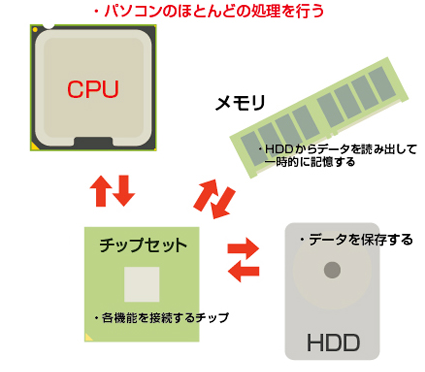 ・パソコンのほとんどの処理を行う
CPU
メモリ
・HDDからデータを読み出して
一時的に記憶する
チップセット
・各機能を接続するチップ
・データを保存する
HDD